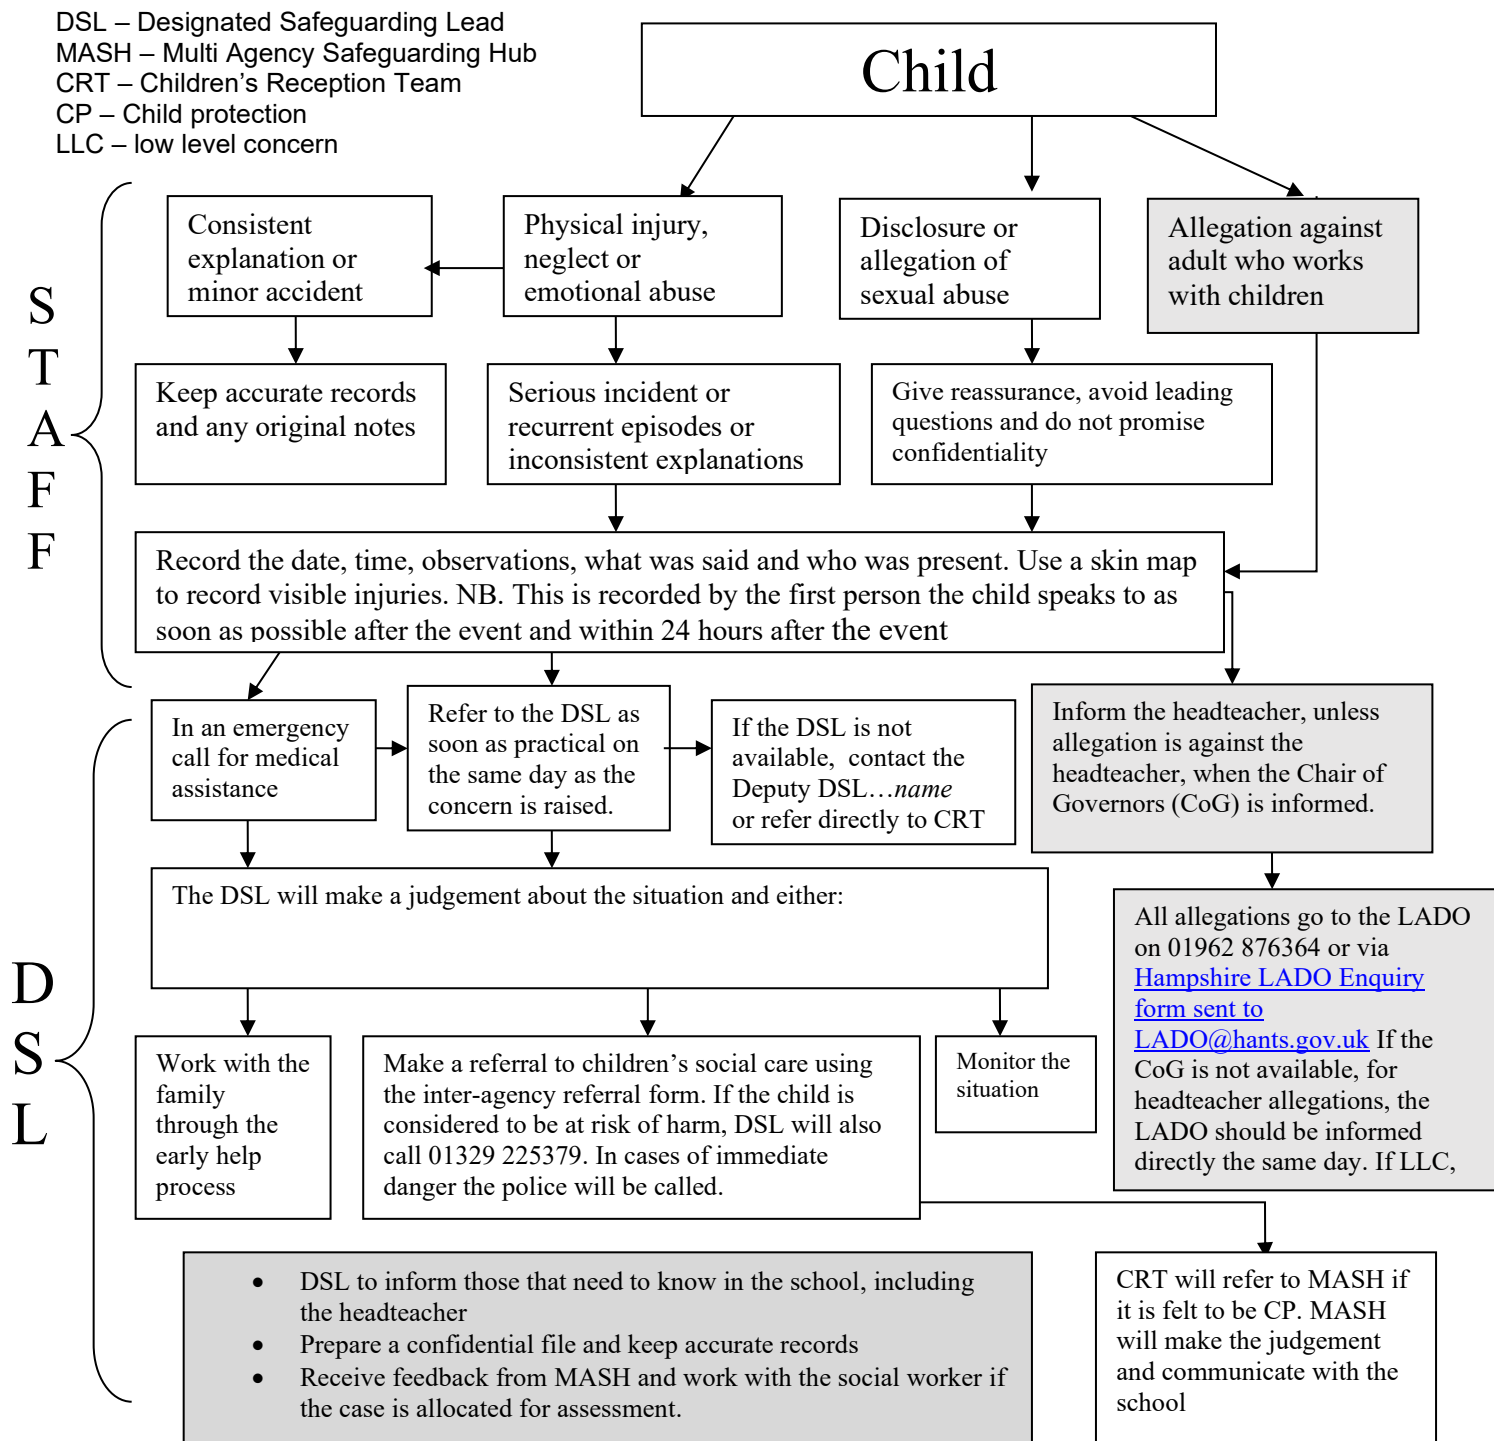 DSL – Designated Safeguarding Lead
MASH – Multi Agency Safeguarding Hub
CRT – Children's Reception Team
CP – Child protection
LLC – low level concern
Child
S
T
A
F
F
Consistent
explanation or
minor accident
Physical injury,
neglect or
emotional abuse
Disclosure or
allegation of
sexual abuse
Allegation against
adult who works
with children
Keep accurate records
and any original notes
Serious incident or
recurrent episodes or
inconsistent explanations
Give reassurance, avoid leading
questions and do not promise
confidentiality
Record the date, time, observations, what was said and who was present. Use a skin map
to record visible injuries. NB. This is recorded by the first person the child speaks to as
soon as possible after the event and within 24 hours after the event
D
S
L
In an emergency
call for medical
assistance
Refer to the DSL as
soon as practical on
the same day as the
concern is raised.
If the DSL is not
available,  contact the
Deputy DSL…name
or refer directly to CRT
Inform the headteacher, unless
allegation is against the
headteacher, when the Chair of
Governors (CoG) is informed.
The DSL will make a judgement about the situation and either:
All allegations go to the LADO
on 01962 876364 or via
Hampshire LADO Enquiry
form sent to
LADO@hants.gov.uk If the
CoG is not available, for
headteacher allegations, the
LADO should be informed
directly the same day. If LLC,
Work with the
family
through the
early help
process
Make a referral to children's social care using
the inter-agency referral form. If the child is
considered to be at risk of harm, DSL will also
call 01329 225379. In cases of immediate
danger the police will be called.
Monitor the
situation
• DSL to inform those that need to know in the school, including
the headteacher
• Prepare a confidential file and keep accurate records
• Receive feedback from MASH and work with the social worker if
the case is allocated for assessment.
CRT will refer to MASH if
it is felt to be CP. MASH
will make the judgement
and communicate with the
school